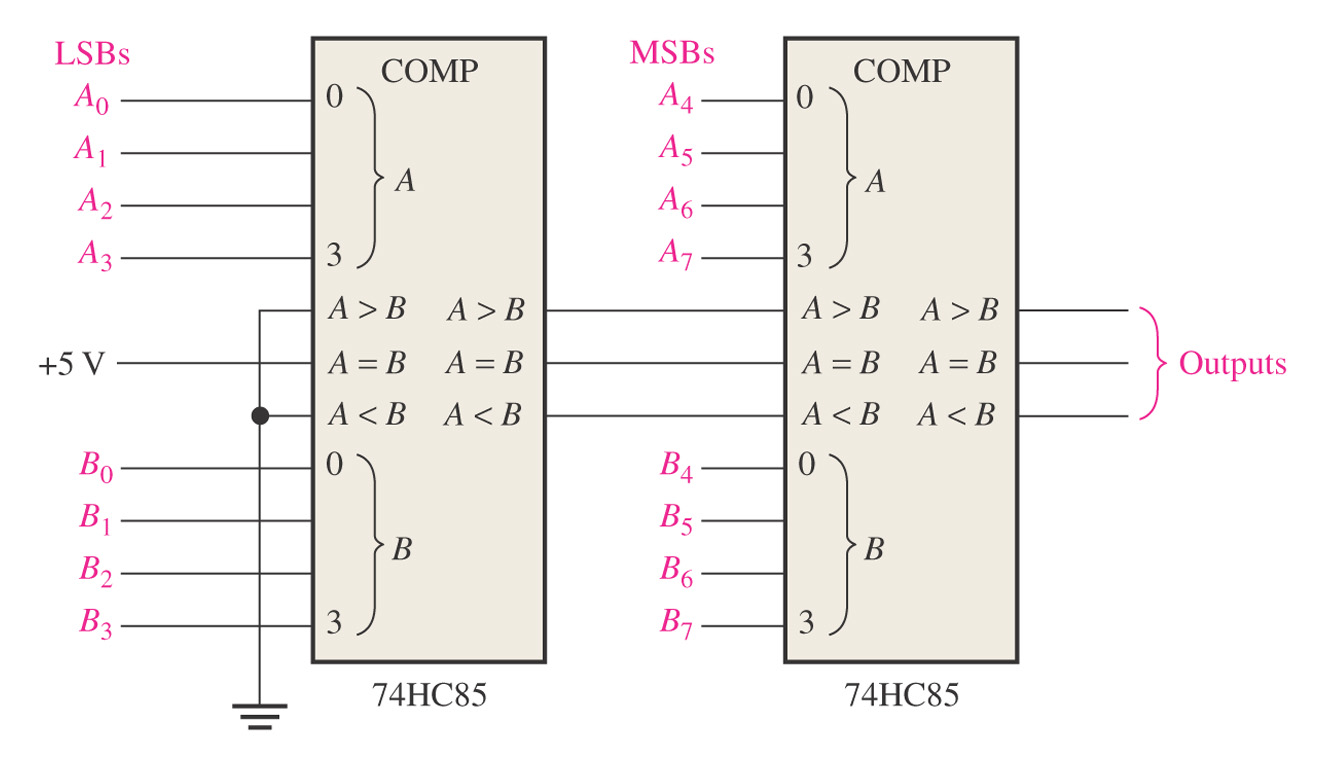 LSBs
A0
A1
A2
A3
+5 V
B0
B1
B2
B3
COMP
0
3
A
A > B
A = B
A < B
A > B
A = B
A < B
0
3
B
74HC85
MSBs
A4
A5
A6
A7
B4
B5
B6
B7
COMP
0
3
A
A > B
A = B
A < B
A > B
A = B
A < B
0
3
B
74HC85
Outputs